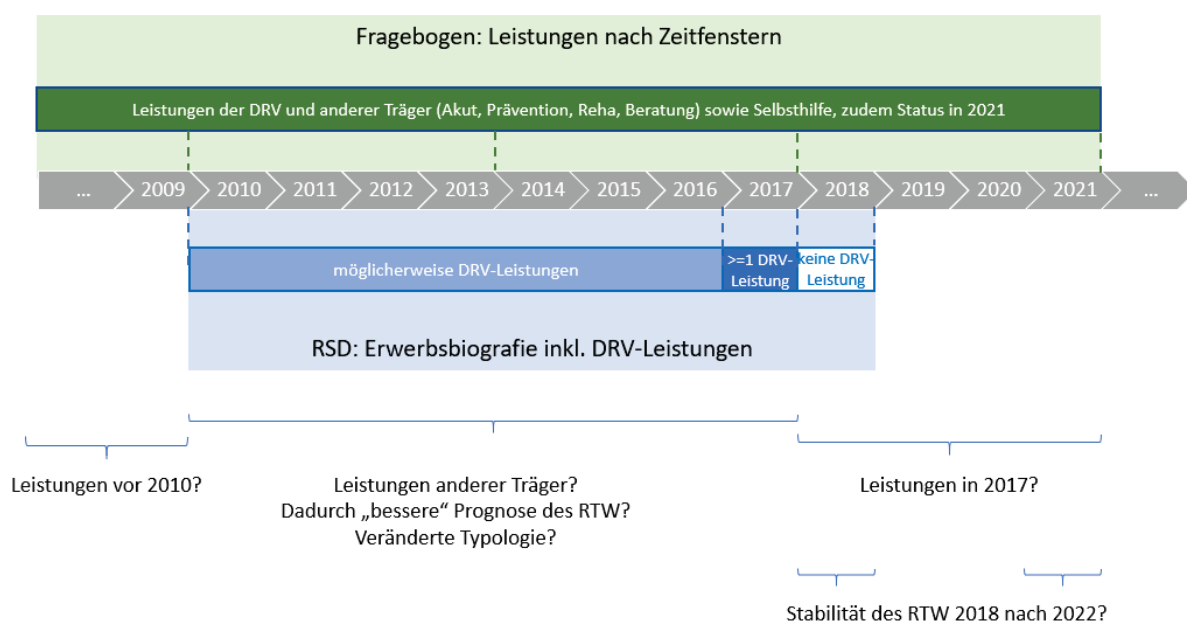 Fragebogen: Leistungen nach Zeitfenstern
Leistungen der DRV und anderer Träger (Akut, Prävention, Reha, Beratung) sowie Selbsthilfe, zudem Status in 2021
... 2009 2010 2011 2012 2013 2014 2015 2016 2017 2018 2019 2020 2021 ...
möglicherweise DRV-Leistungen
>=1 DRV-
Leistung
keine DRV-
Leistung
RSD: Erwerbsbiografie inkl. DRV-Leistungen
Leistungen vor 2010?
Leistungen anderer Träger?
Dadurch „bessere“ Prognose des RTW?
Veränderte Typologie?
Leistungen in 2017?
Stabilität des RTW 2018 nach 2022?